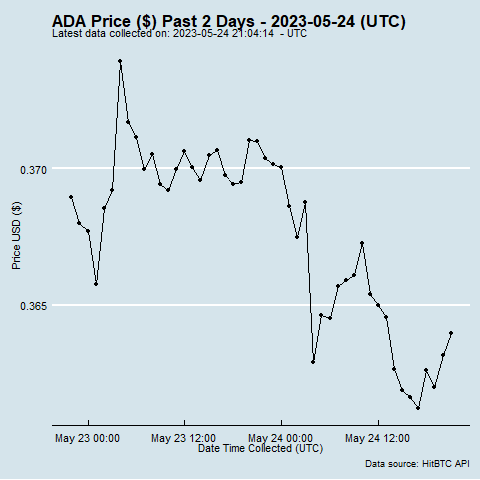 ADA Price ($) Past 2 Days - 2023-05-24 (UTC)
Latest data collected on: 2023-05-24 21:04:14  - UTC
0.370
Price USD ($)
0.365
May 23 00:00
May 23 12:00
May 24 00:00
May 24 12:00
Date Time Collected (UTC)
Data source: HitBTC API